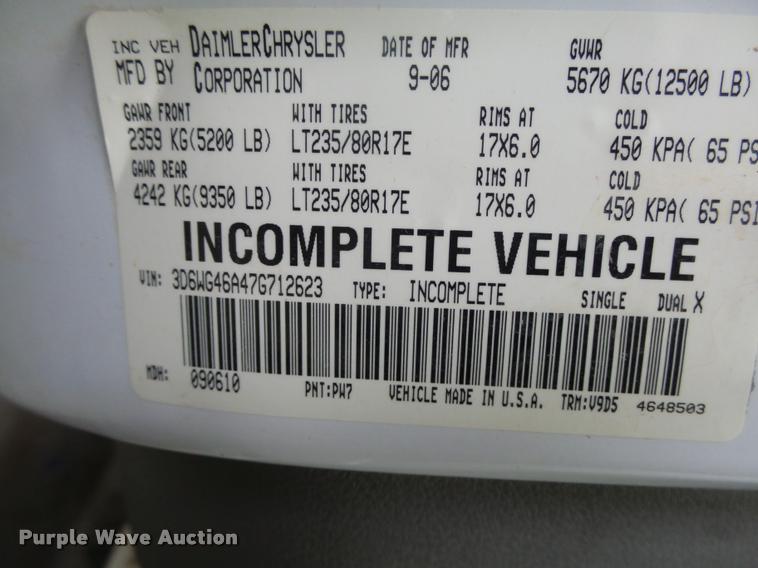 INC VEH DAIMLERCHRYSLER DATE OF MFR GVWR
MFD BY CORPORATION 9-06 5670 KG(12500 LB)
GAWR FRONT WITH TIRES RIMS AT COLD
2359 KG(5200 LB) LT235/80R17E 17X6.0 450 KPA( 65 PS
GAWR REAR WITH TIRES RIMS AT COLD
4242 KG(9350 LB) LT235/80R17E 17X6.0 450 KPA( 65 PSI
INCOMPLETE VEHICLE
VIN: 3D6WG46A47G712623 TYPE: INCOMPLETE SINGLE DUAL X
MDH: 090610 PNT:PW7 VEHICLE MADE IN U.S.A. TRM:V9D5 4648503
Purple Wave Auction